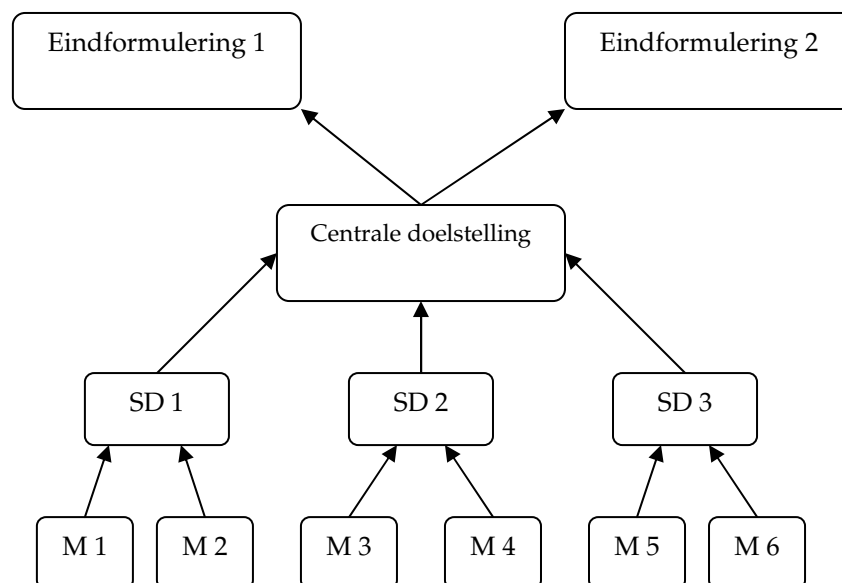 Eindformulering 1
Eindformulering 2
Centrale doelstelling
SD 1
SD 2
SD 3
M 1
M 2
M 3
M 4
M 5
M 6